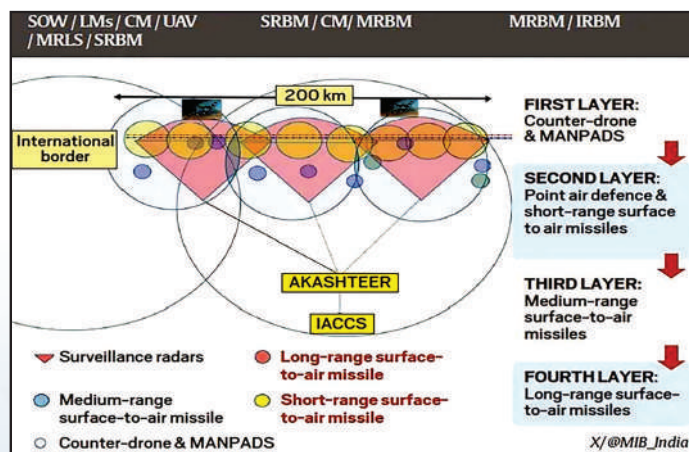 SOW / LMs / CM / UAV
/ MRLS / SRBM
SRBM / CM/ MRBM
MRBM / IRBM
200 km
International
border
AKASHTEER
IACCS
FIRST LAYER:
Counter-drone
& MANPADS
SECOND LAYER:
Point air defence &
short-range surface
to air missiles
THIRD LAYER:
Medium-range
surface-to-air
missiles
FOURTH LAYER:
Long-range surface-
to-air missiles
Surveillance radars
Long-range surface-
to-air missile
Medium-range
surface-to-air missile
Short-range surface-
to-air missile
Counter-drone & MANPADS
X/@MIB_India